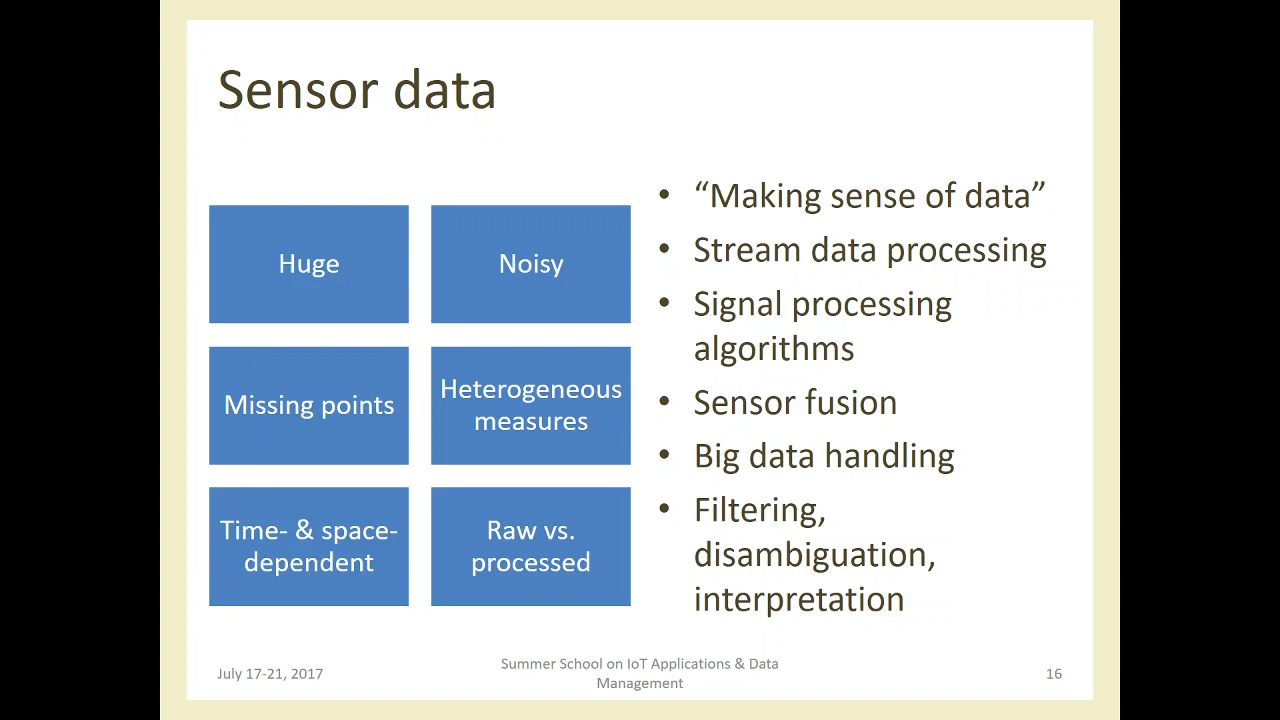 Sensor data
Huge
Noisy
Missing points
Heterogeneous
measures
Time- & space-
dependent
Raw vs.
processed
• “Making sense of data”
• Stream data processing
• Signal processing
algorithms
• Sensor fusion
• Big data handling
• Filtering,
disambiguation,
interpretation
July 17-21, 2017
Summer School on IoT Applications & Data
Management
16